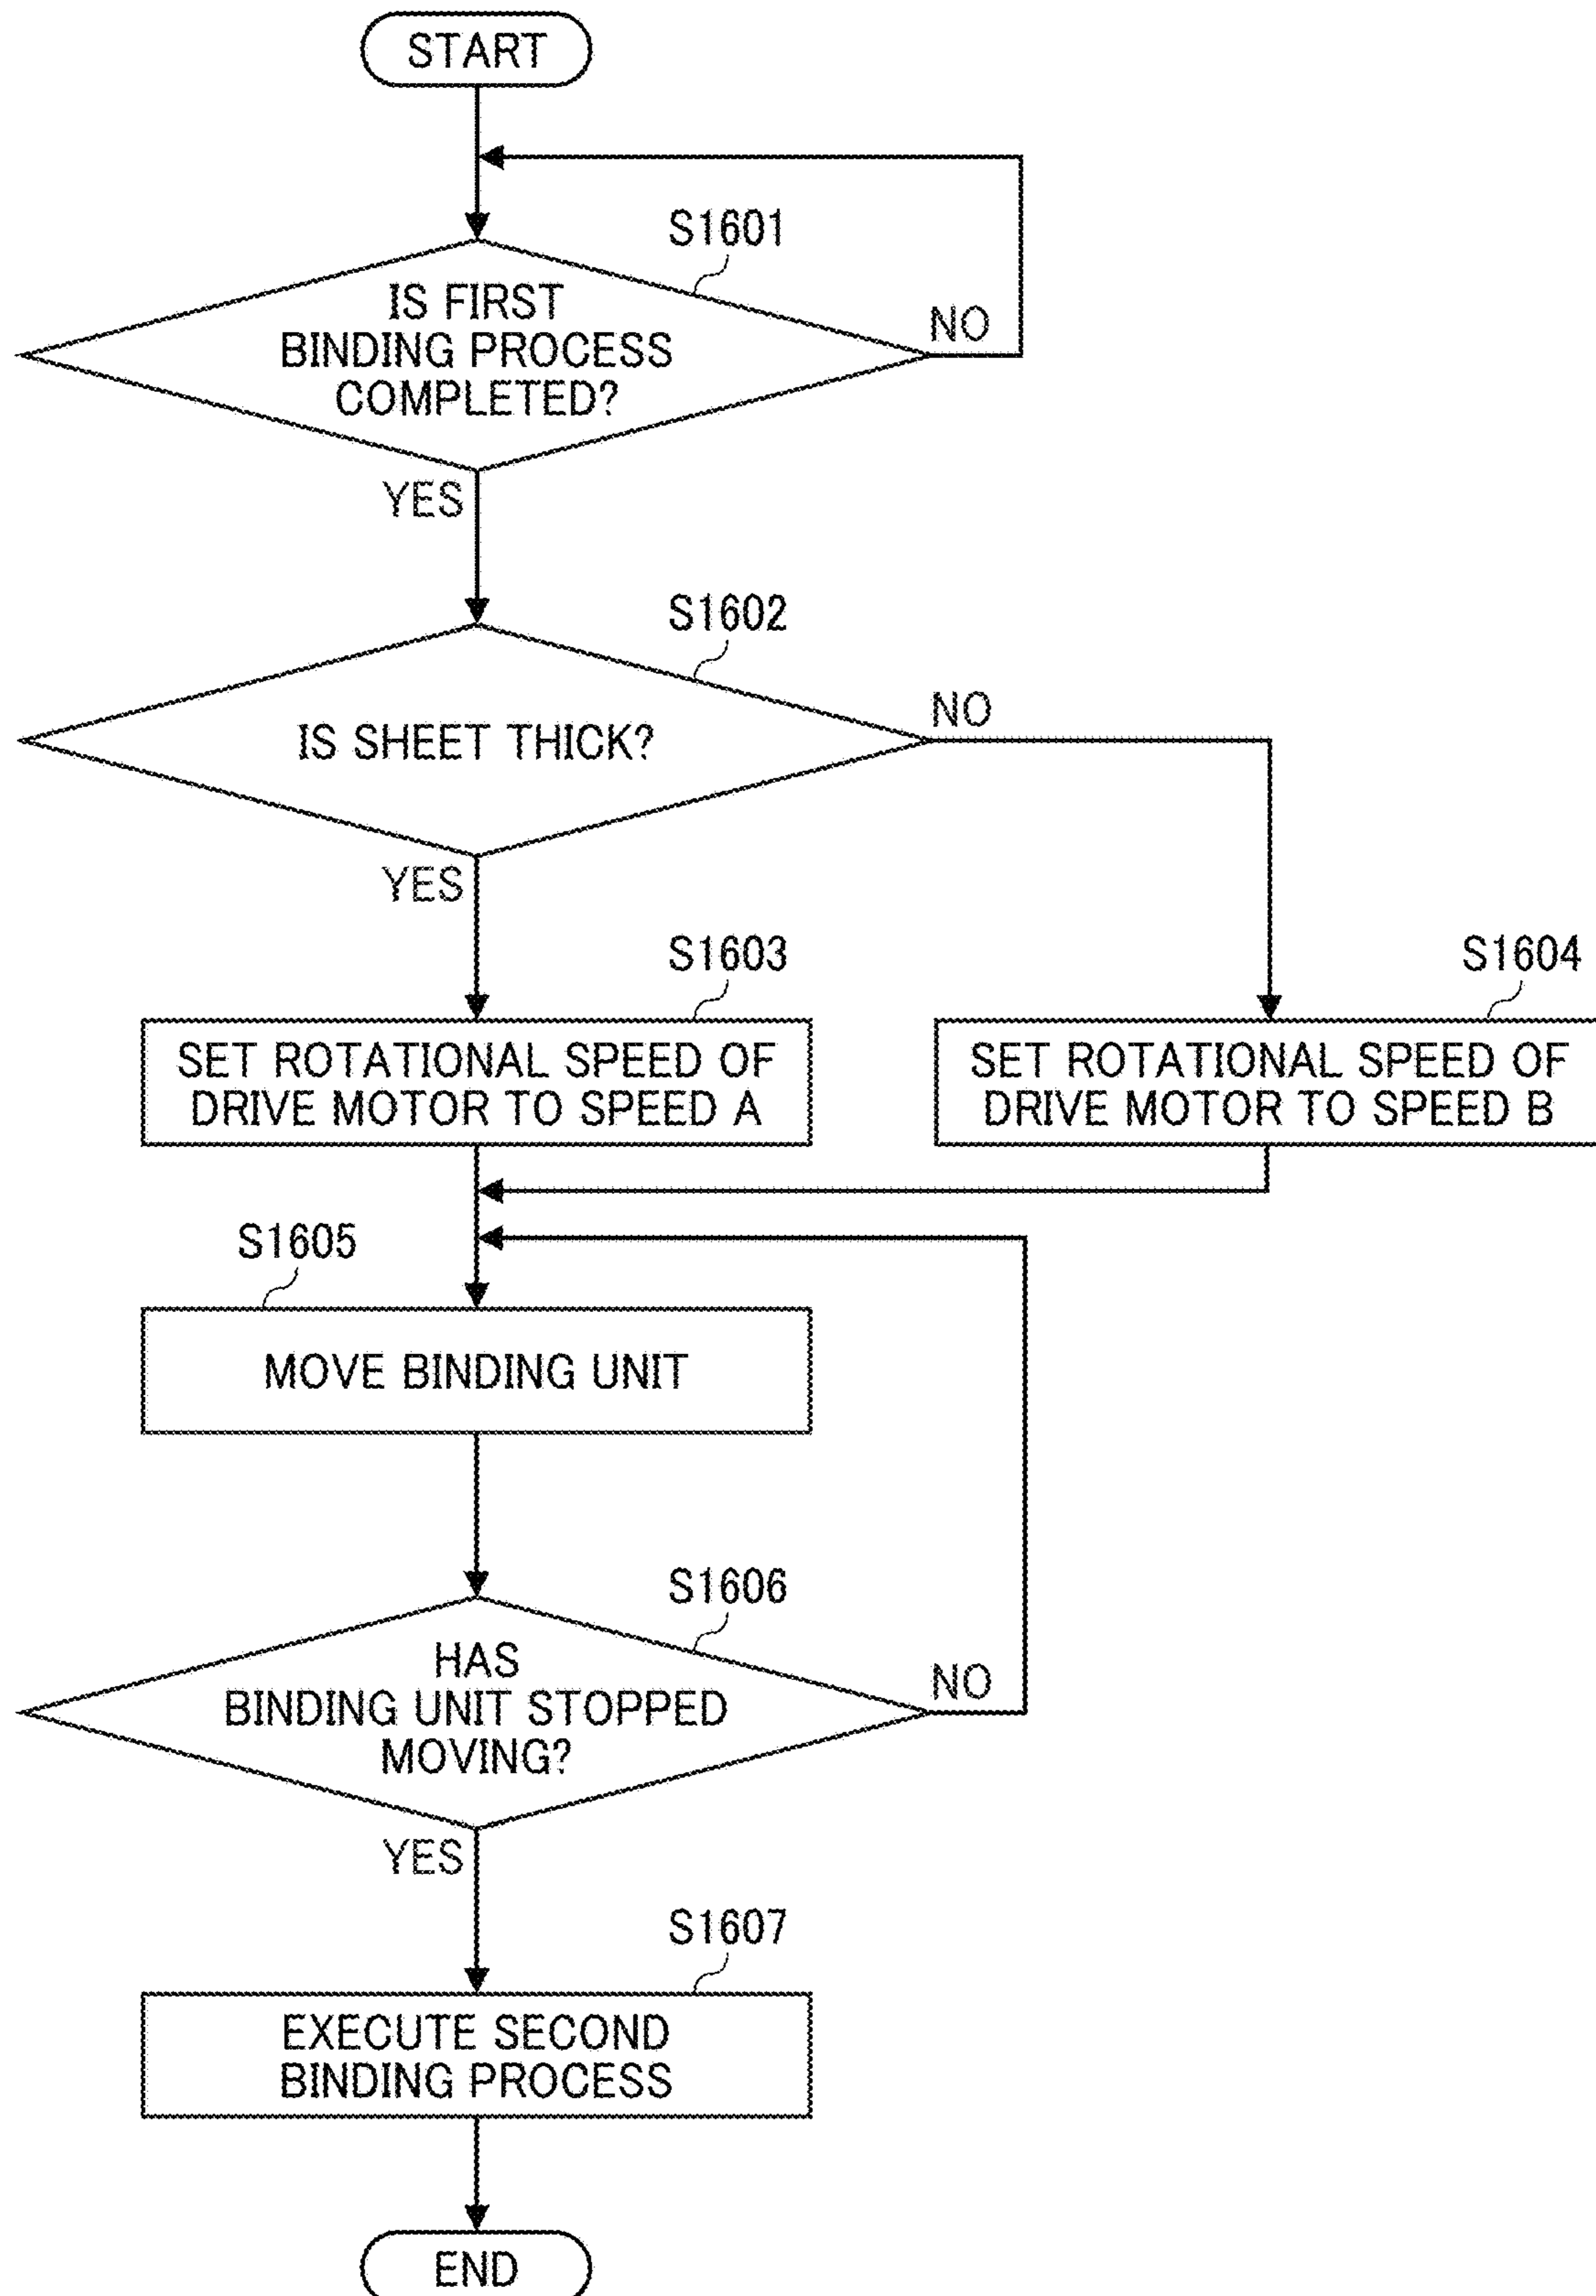 START
S1601
IS FIRST
BINDING PROCESS
COMPLETED?
NO
YES
S1602
IS SHEET THICK?
NO
YES
S1603
SET ROTATIONAL SPEED OF
DRIVE MOTOR TO SPEED A
S1604
SET ROTATIONAL SPEED OF
DRIVE MOTOR TO SPEED B
S1605
MOVE BINDING UNIT
S1606
HAS
BINDING UNIT STOPPED
MOVING?
NO
YES
S1607
EXECUTE SECOND
BINDING PROCESS
END